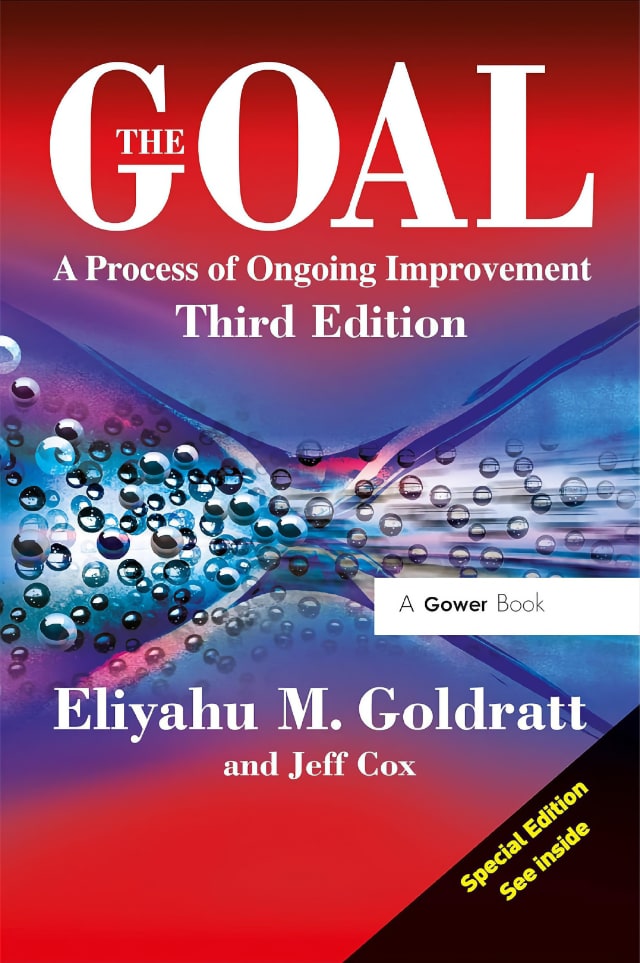 THE
GOAL
A Process of Ongoing Improvement
Third Edition
A Gower Book
Eliyahu M. Goldratt
and Jeff Cox
Special Edition
See inside